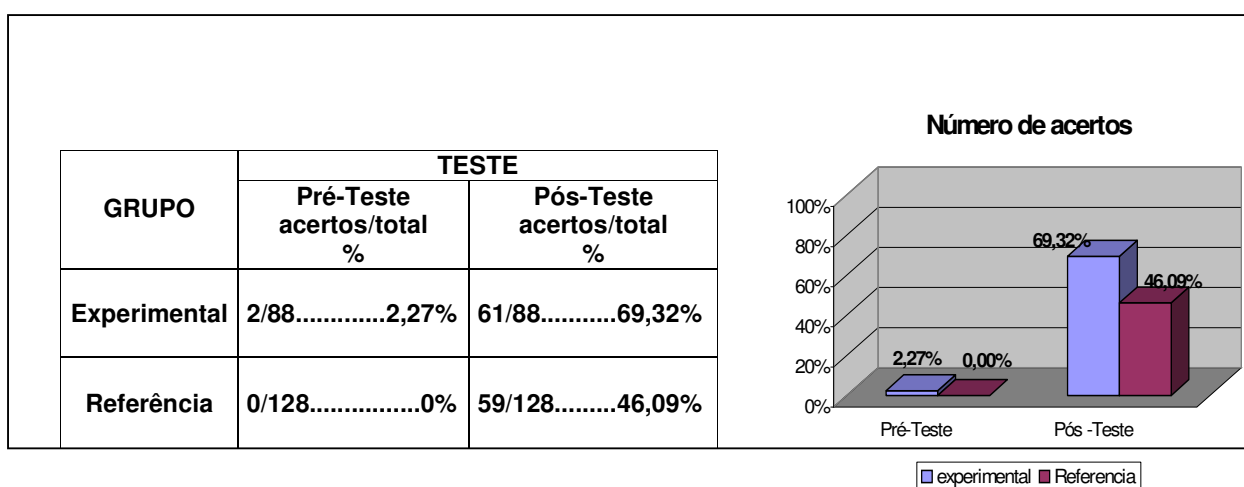 GRUPO
TESTE
Pré-Teste
acertos/total
%
Pós-Teste
acertos/total
%
Experimental
2/88.............2,27%
61/88...........69,32%
Referência
0/128................0%
59/128.........46,09%
Número de acertos
100%
80%
60%
40%
20%
0%
2,27%
0,00%
69,32%
46,09%
Pré-Teste
Pós -Teste
experimental
Referencia